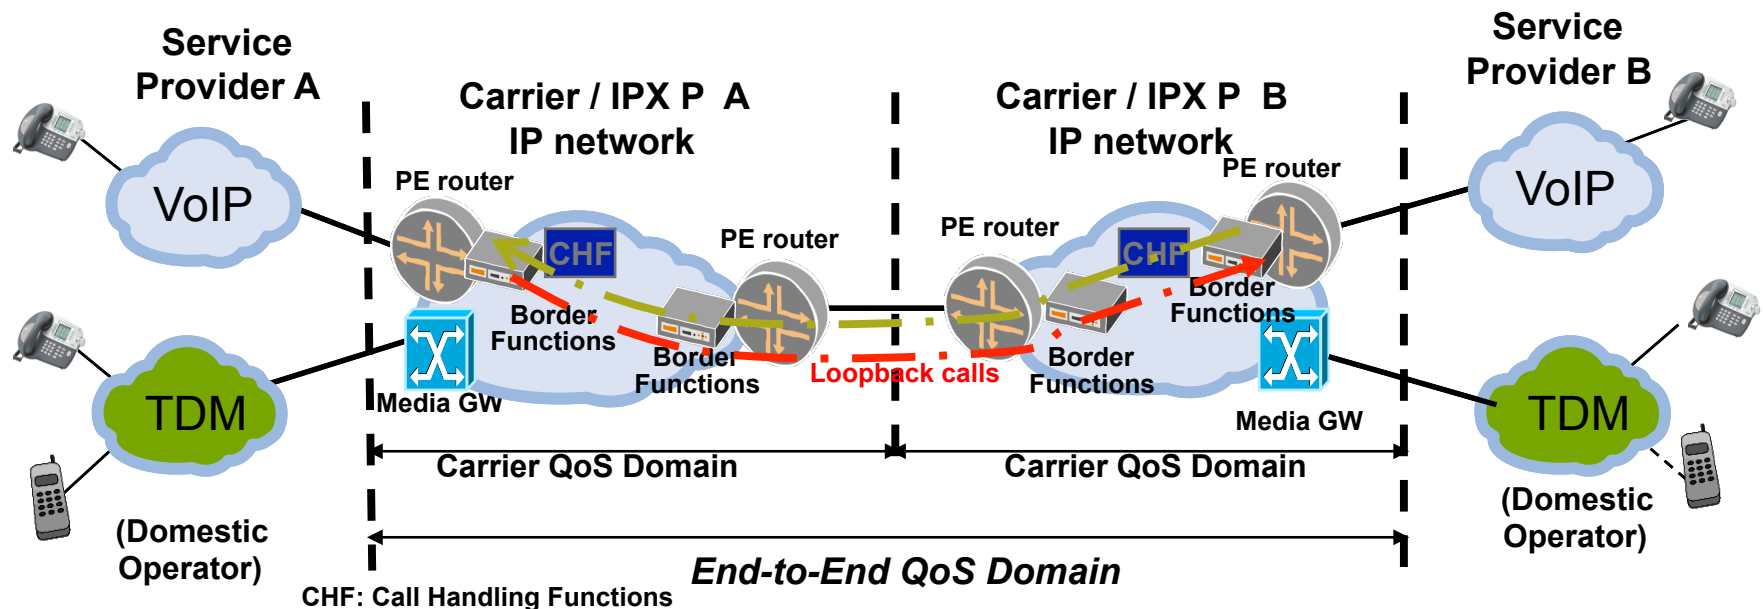 Service
Provider A
Service
Provider B
Carrier / IPX P A
IP network
Carrier / IPX P B
IP network
PE router
PE router
PE router
PE router
VoIP
VoIP
CHF
CHF
Border
Functions
Border
Functions
Border
Functions
Border
Functions
Loopback calls
Media GW
Media GW
TDM
TDM
Carrier QoS Domain
Carrier QoS Domain
(Domestic
Operator)
(Domestic
Operator)
End-to-End QoS Domain
CHF: Call Handling Functions